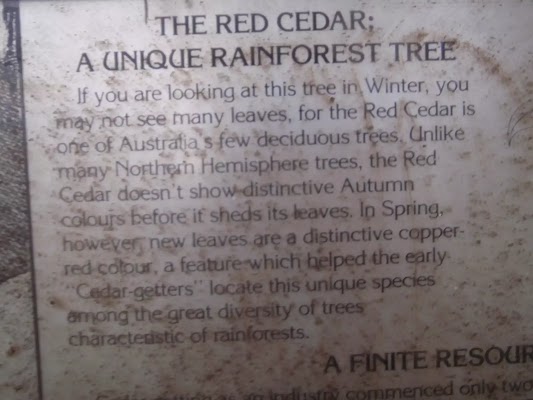 THE RED CEDAR:
A UNIQUE RAINFOREST TREE
If you are looking at this tree in Winter, you
may not see many leaves, for the Red Cedar is
one of Australia's few deciduous trees. Unlike
many Northern Hemisphere trees, the Red
Cedar doesn't show distinctive Autumn
colours before it sheds its leaves. In Spring,
however, new leaves are a distinctive copper-
red colour, a feature which helped the early
"Cedar-getters" locate this unique species
among the great diversity of trees
characteristic of rainforests.
A FINITE RESOUR
as an industry commenced only two